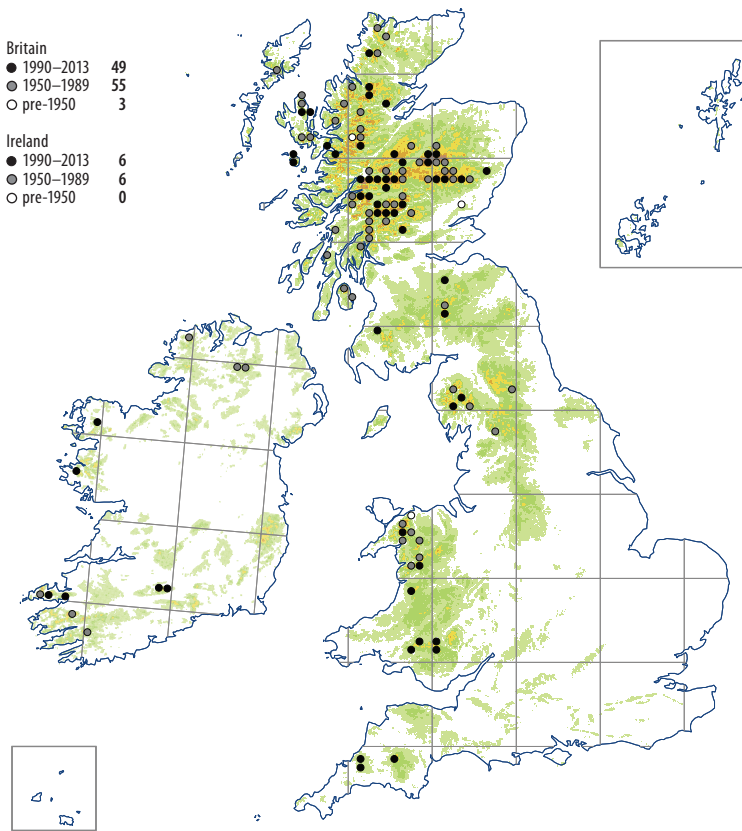 Britain
● 1990–2013 49
● 1950–1989 55
○ pre-1950 3
Ireland
● 1990–2013 6
● 1950–1989 6
○ pre-1950 0